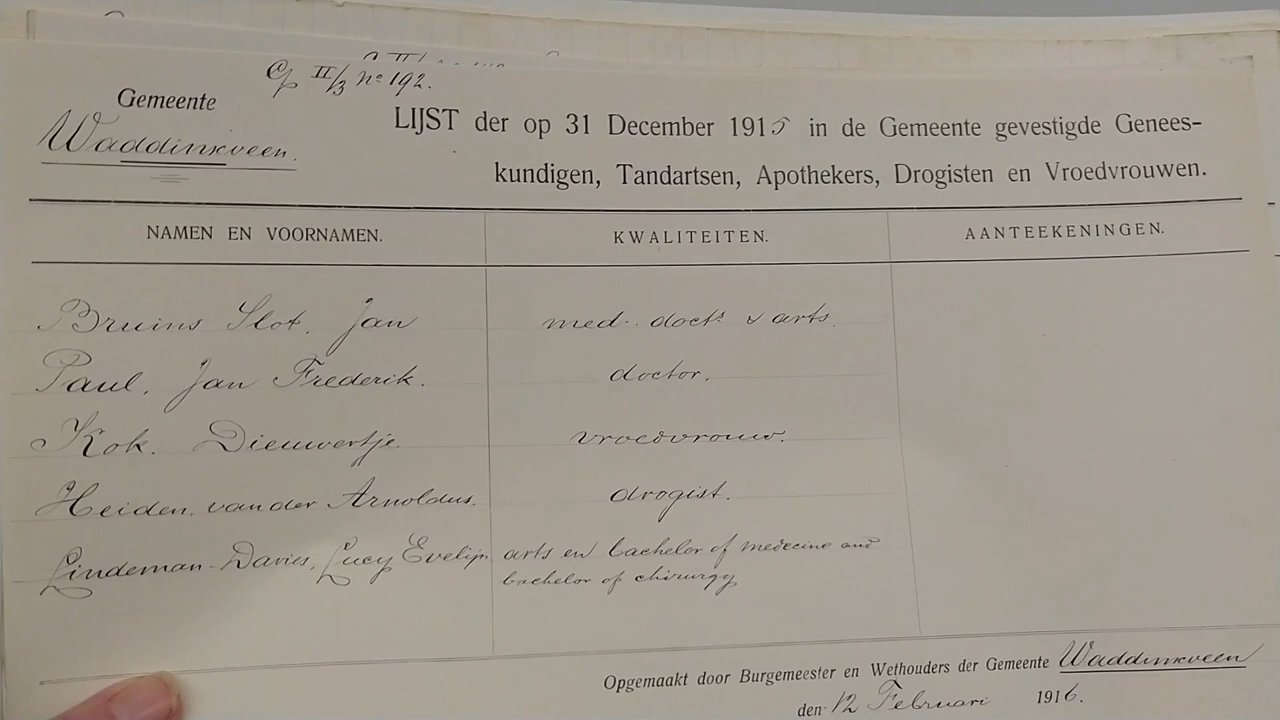 II/3 No 192.
Gemeente
Waddinxveen.
LIJST der op 31 December 1915 in de Gemeente gevestigde Genees-
kundigen, Tandartsen, Apothekers, Drogisten en Vroedvrouwen.
NAMEN EN VOORNAMEN. KWALITEITEN. AANTEEKENINGEN.
Bruins Slot, Jan med. doctr & arts.
Paul, Jan Frederik. doctor.
Kok. Dieuwertje. vroedvrouw.
Heiden, van der Arnoldus. drogist.
Lindeman-Davies, Lucy Evelijn arts en bachelor of medecine and
bachelor of chirurgy
Opgemaakt door Burgemeester en Wethouders der Gemeente Waddinxveen
den 12 Februari 1916.